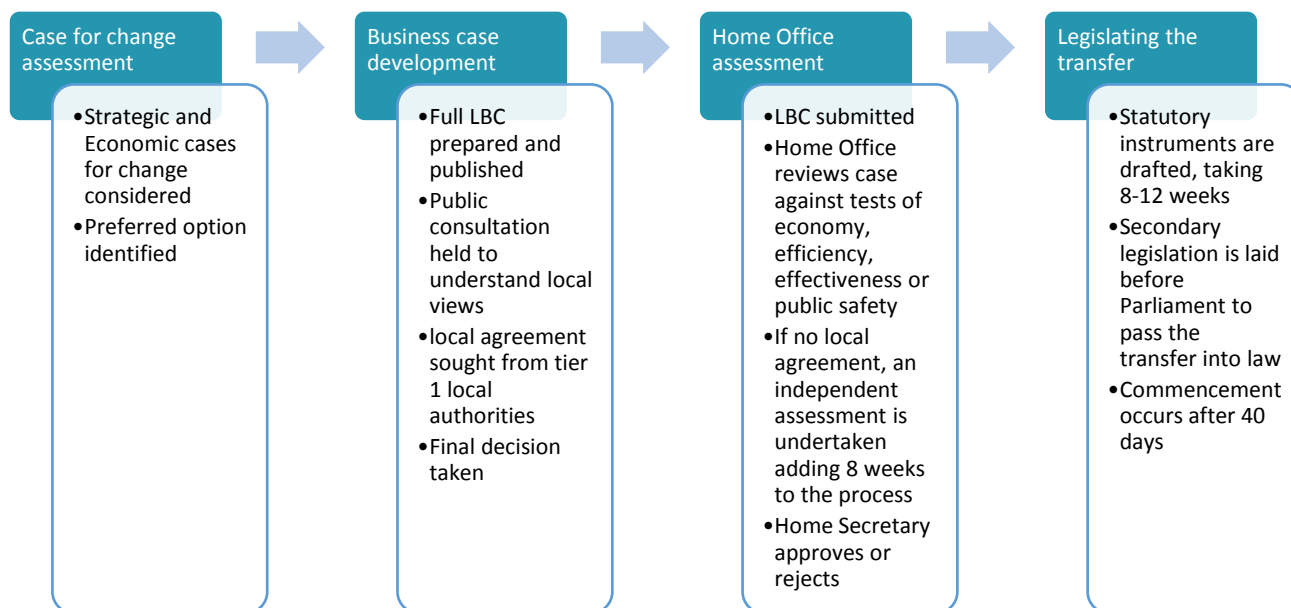 Case for change
assessment
•Strategic and
Economic cases
for change
considered
•Preferred option
identified
Business case
development
•Full LBC
prepared and
published
•Public
consultation
held to
understand local
views
•local agreement
sought from tier
1 local
authorities
•Final decision
taken
Home Office
assessment
•LBC submitted
•Home Office
reviews case
against tests of
economy,
efficiency,
effectiveness or
public safety
•If no local
agreement, an
independent
assessment is
undertaken
adding 8 weeks
to the process
•Home Secretary
approves or
rejects
Legislating the
transfer
•Statutory
instruments are
drafted, taking
8-12 weeks
•Secondary
legislation is laid
before
Parliament to
pass the
transfer into law
•Commencement
occurs after 40
days